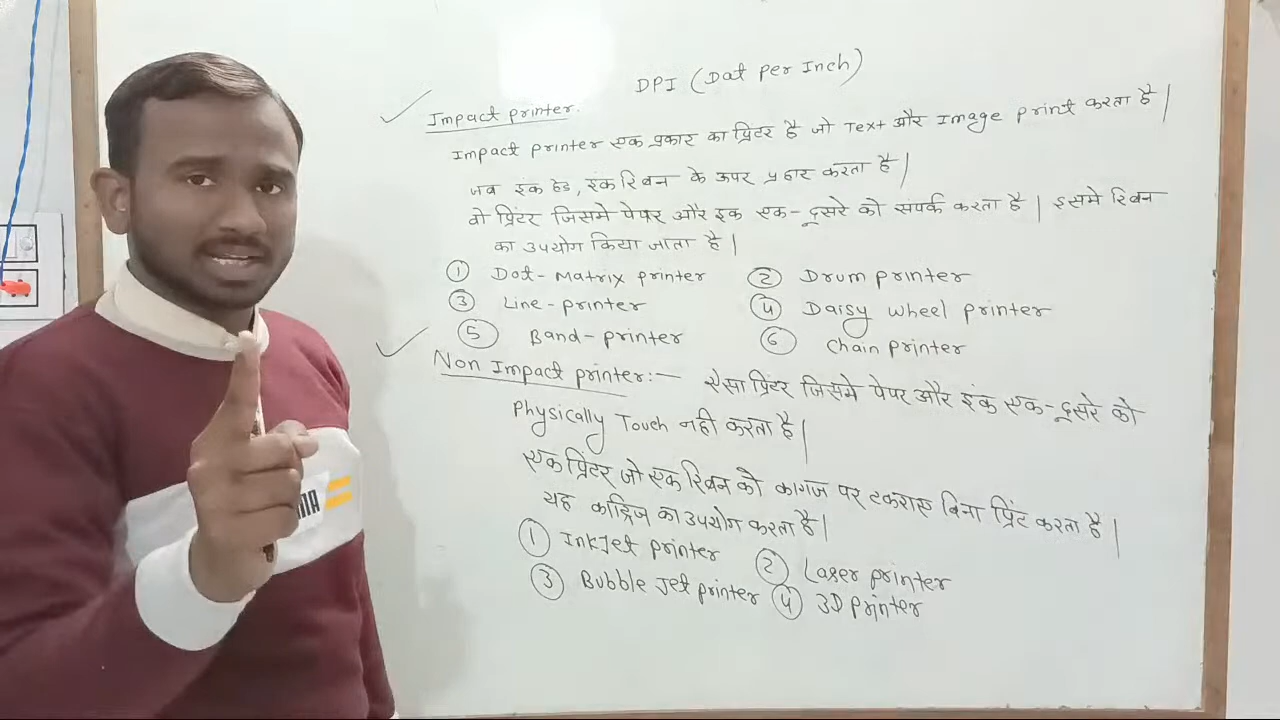 DPI (Dot Per Inch)
Impact printer.
Impact printer एक प्रकार का प्रिंटर है जो Text और Image print करता है |
जब इंक हेड, इंक रिबन के ऊपर प्रहार करता है |
वो प्रिंटर जिसमे पेपर और इंक एक-दूसरे को संपर्क करता है | इसमे रिबन
का उपयोग किया जाता है |
① Dot-Matrix printer ② Drum printer
③ Line-printer ④ Daisy wheel printer
⑤ Band-printer ⑥ Chain printer
Non Impact printer:— ऐसा प्रिंटर जिसमे पेपर और इंक एक-दूसरे को
Physically Touch नही करता है |
एक प्रिंटर जो एक रिबन को कागज पर टकराए बिना प्रिंट करता है |
यह कार्ट्रिज का उपयोग करता है |
① InkJet printer ② Laser printer
③ Bubble Jet printer ④ 3D printer